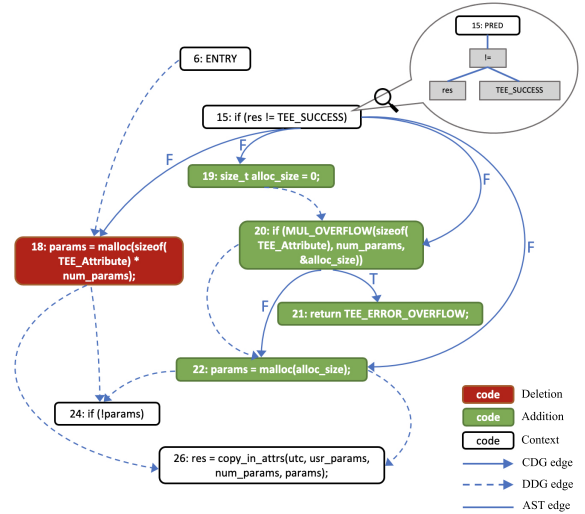 15: PRED
!=
res
TEE_SUCCESS
6: ENTRY
15: if (res != TEE_SUCCESS)
F
F
F
F
19: size_t alloc_size = 0;
20: if (MUL_OVERFLOW(sizeof(
TEE_Attribute), num_params,
&alloc_size))
18: params = malloc(sizeof(
TEE_Attribute) *
num_params);
F
T
21: return TEE_ERROR_OVERFLOW;
22: params = malloc(alloc_size);
24: if (!params)
26: res = copy_in_attrs(utc, usr_params,
num_params, params);
code Deletion
code Addition
code Context
CDG edge
DDG edge
AST edge